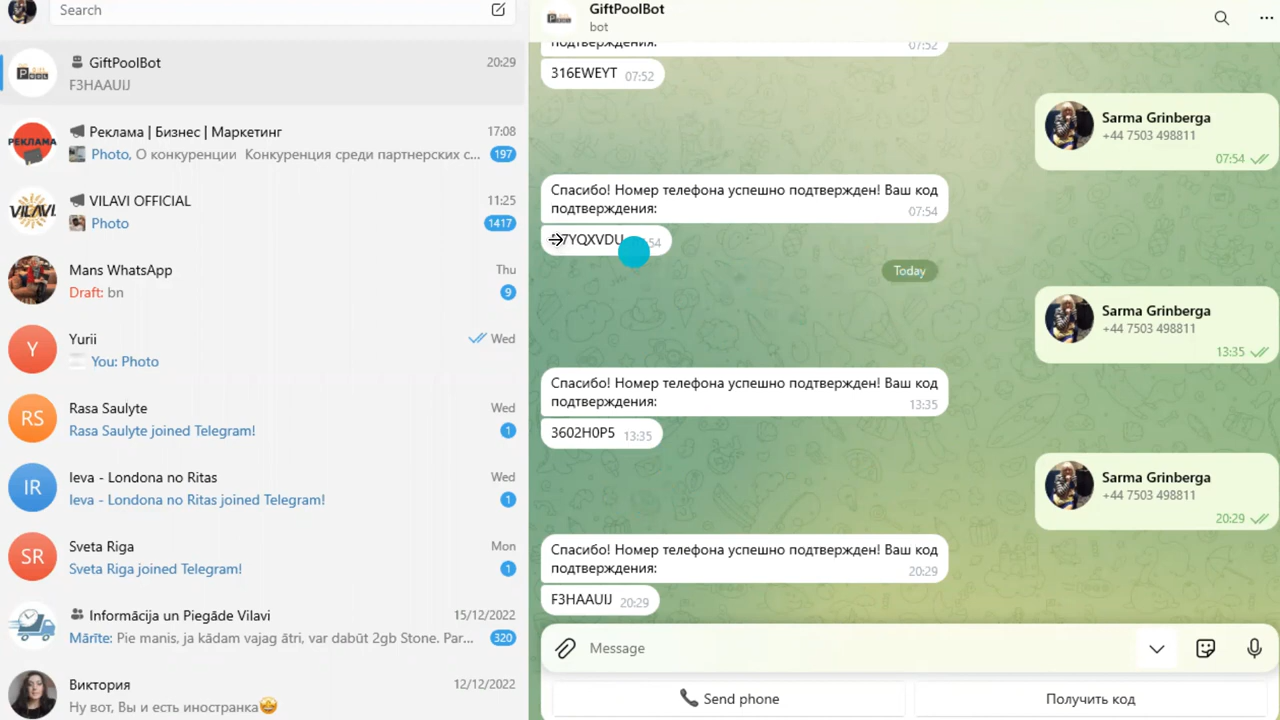 Search
GiftPoolBot
20:29
F3HAAUIJ
Реклама | Бизнес | Маркетинг
17:08
Photo, О конкуренции Конкуренция среди партнерских с...
197
VILAVI OFFICIAL
11:25
Photo
1417
Mans WhatsApp
Thu
Draft: bn
9
Yurii
Wed
You: Photo
Rasa Saulyte
Wed
Rasa Saulyte joined Telegram!
1
Ieva - Londona no Ritas
Wed
Ieva - Londona no Ritas joined Telegram!
1
Sveta Riga
Mon
Sveta Riga joined Telegram!
1
Informācija un Piegāde Vilavi
15/12/2022
Mārīte: Pie manis, ja kādam vajag ātri, var dabūt 2gb Stone. Par...
320
Виктория
12/12/2022
Ну вот, Вы и есть иностранка🤩
РЕКЛАМА
VILAVI
Y
RS
IR
SR
GiftPoolBot
bot
подтверждения:
07:52
316EWEYT 07:52
Sarma Grinberga
+44 7503 498811
07:54
Спасибо! Номер телефона успешно подтвержден! Ваш код
подтверждения:
07:54
Today
Sarma Grinberga
+44 7503 498811
13:35
Спасибо! Номер телефона успешно подтвержден! Ваш код
подтверждения:
13:35
3602H0P5 13:35
Sarma Grinberga
+44 7503 498811
20:29
Спасибо! Номер телефона успешно подтвержден! Ваш код
подтверждения:
20:29
F3HAAUIJ 20:29
Message
Send phone
Получить код